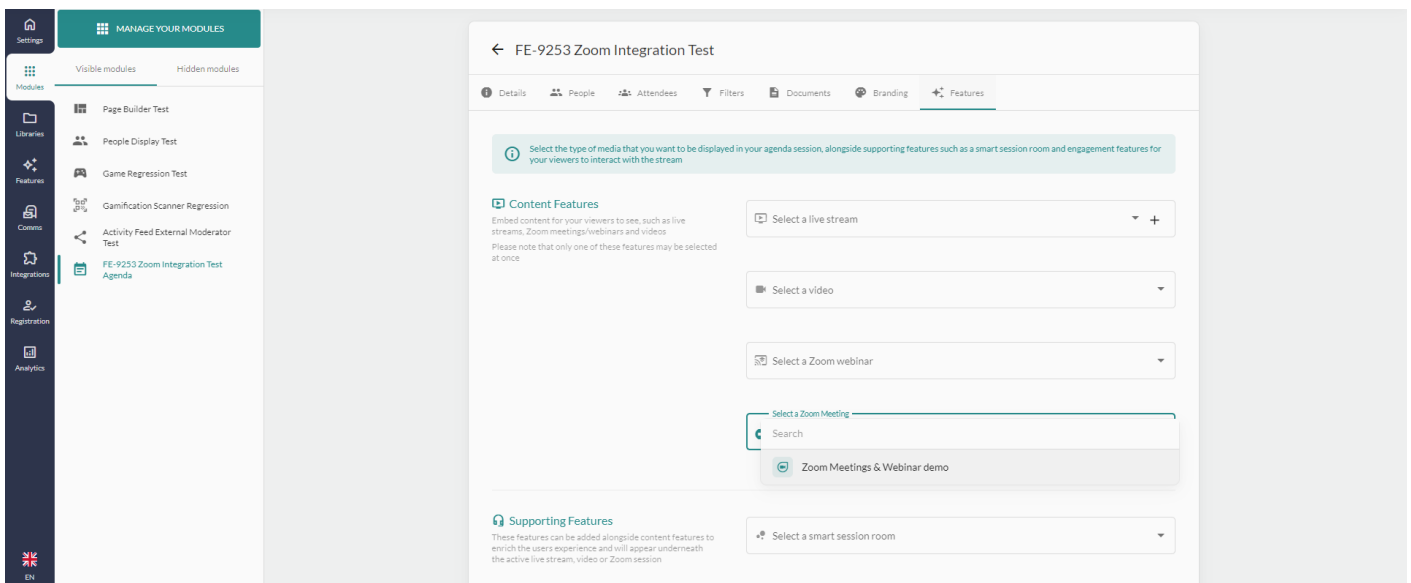 Settings
Modules
Libraries
Features
Comms
Integrations
Registration
Analytics
EN
MANAGE YOUR MODULES
Visible modules
Hidden modules
Page Builder Test
People Display Test
Game Regression Test
Gamification Scanner Regression
Activity Feed External Moderator
Test
FE-9253 Zoom Integration Test
Agenda
FE-9253 Zoom Integration Test
Details
People
Attendees
Filters
Documents
Branding
Features
Select the type of media that you want to be displayed in your agenda session, alongside supporting features such as a smart session room and engagement features for
your viewers to interact with the stream
Content Features
Embed content for your viewers to see, such as live
streams, Zoom meetings/webinars and videos
Please note that only one of these features may be selected
at once
Select a live stream
Select a video
Select a Zoom webinar
Select a Zoom Meeting
Search
Zoom Meetings & Webinar demo
Supporting Features
These features can be added alongside content features to
enrich the users experience and will appear underneath
the active live stream, video or Zoom session
Select a smart session room